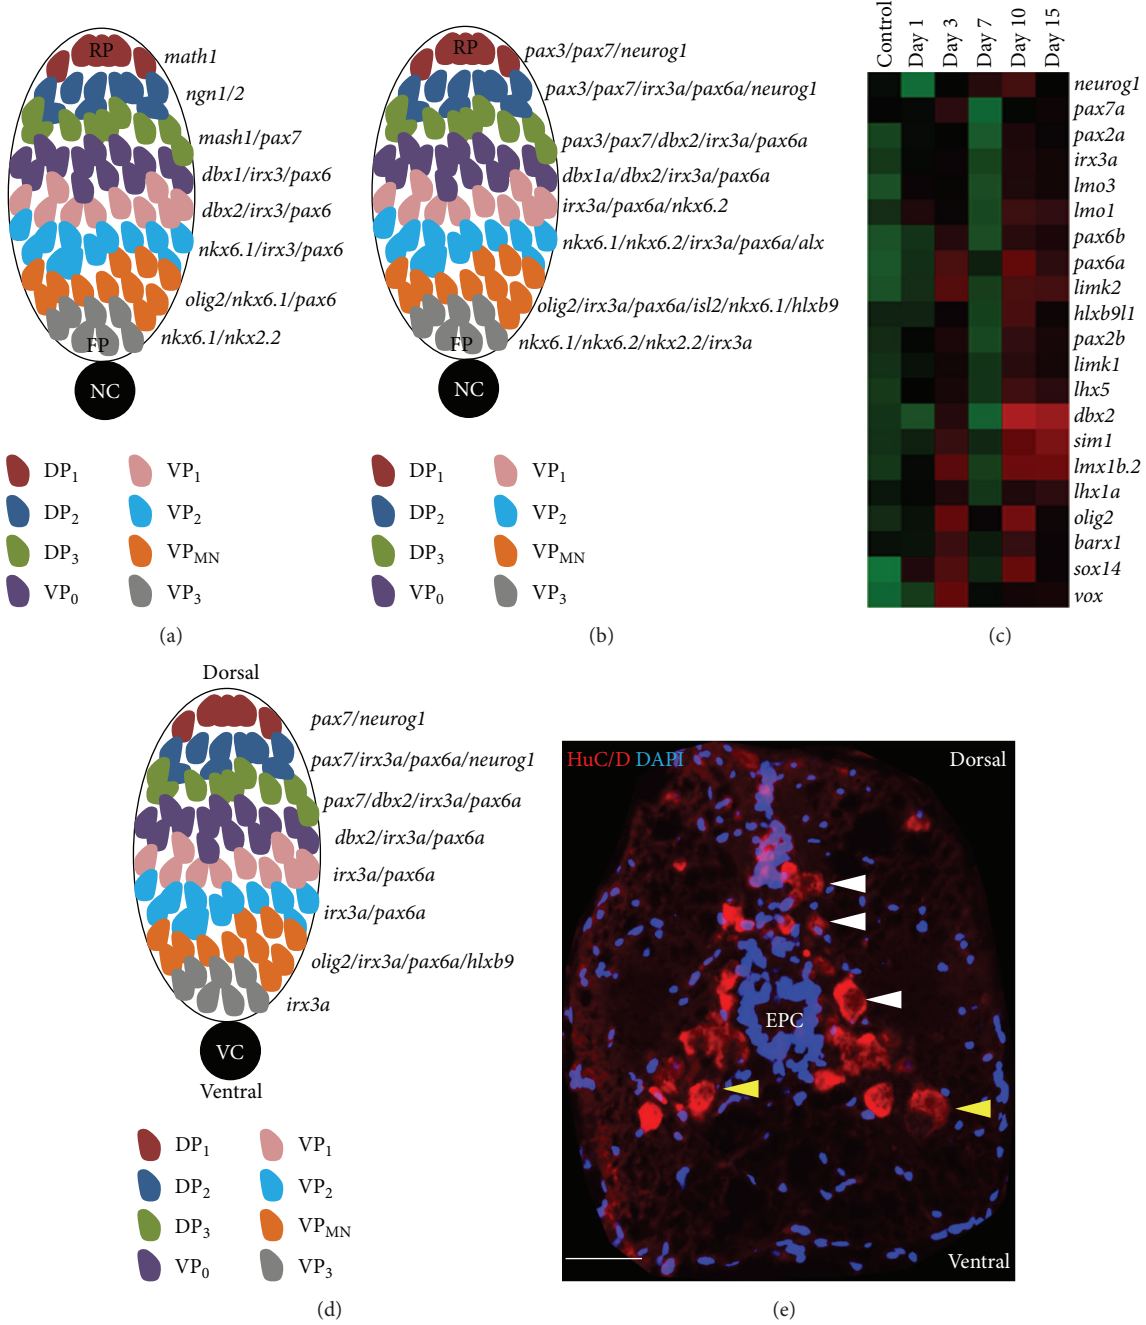 RP
math1
ngn1/2
mash1/pax7
dbx1/irx3/pax6
dbx2/irx3/pax6
nkx6.1/irx3/pax6
olig2/nkx6.1/pax6
nkx6.1/nkx2.2
FP
NC
DP1 VP1
DP2 VP2
DP3 VPMN
VP0 VP3
(a)
RP
pax3/pax7/neurog1
pax3/pax7/irx3a/pax6a/neurog1
pax3/pax7/dbx2/irx3a/pax6a
dbx1a/dbx2/irx3a/pax6a
irx3a/pax6a/nkx6.2
nkx6.1/nkx6.2/irx3a/pax6a/alx
olig2/irx3a/pax6a/isl2/nkx6.1/hlxb9
nkx6.1/nkx6.2/nkx2.2/irx3a
FP
NC
DP1 VP1
DP2 VP2
DP3 VPMN
VP0 VP3
(b)
Control
Day 1
Day 3
Day 7
Day 10
Day 15
neurog1
pax7a
pax2a
irx3a
lmo3
lmo1
pax6b
pax6a
limk2
hlxb9l1
pax2b
limk1
lhx5
dbx2
sim1
lmx1b.2
lhx1a
olig2
barx1
sox14
vox
(c)
Dorsal
pax7/neurog1
pax7/irx3a/pax6a/neurog1
pax7/dbx2/irx3a/pax6a
dbx2/irx3a/pax6a
irx3a/pax6a
irx3a/pax6a
olig2/irx3a/pax6a/hlxb9
irx3a
VC
Ventral
DP1 VP1
DP2 VP2
DP3 VPMN
VP0 VP3
(d)
HuC/D DAPI
Dorsal
EPC
Ventral
(e)